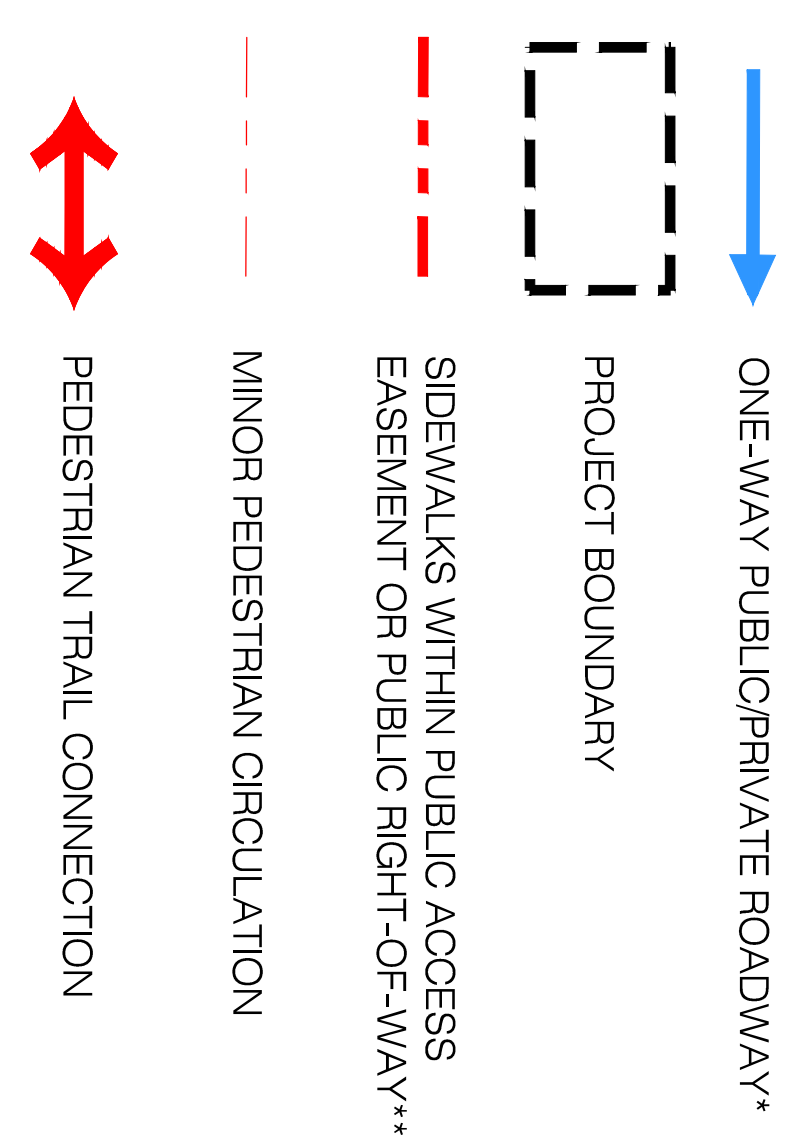 ONE-WAY PUBLIC/PRIVATE ROADWAY*
PROJECT BOUNDARY
SIDEWALKS WITHIN PUBLIC ACCESS
EASEMENT OR PUBLIC RIGHT-OF-WAY**
MINOR PEDESTRIAN CIRCULATION
PEDESTRIAN TRAIL CONNECTION